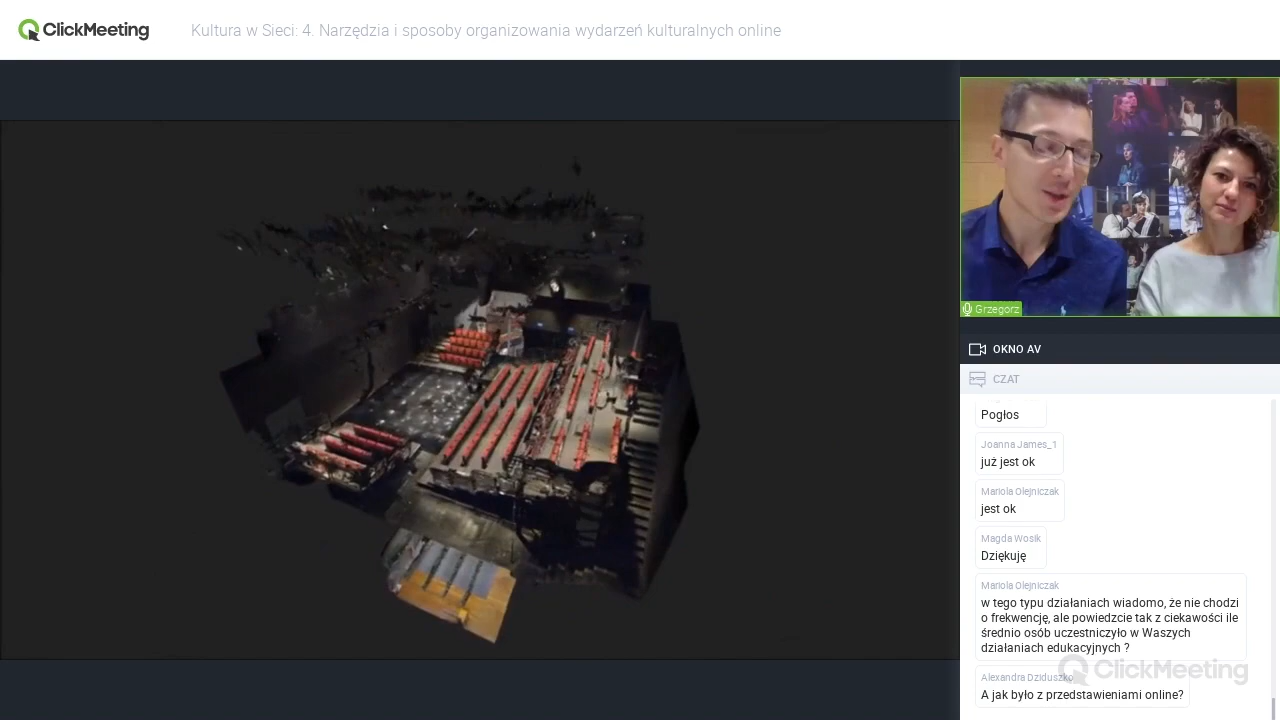 ClickMeeting
Kultura w Sieci: 4. Narzędzia i sposoby organizowania wydarzeń kulturalnych online
Grzegorz
OKNO AV
CZAT
Pogłos
Joanna James_1
już jest ok
Mariola Olejniczak
jest ok
Magda Wosik
Dziękuję
Mariola Olejniczak
w tego typu działaniach wiadomo, że nie chodzi
o frekwencję, ale powiedzcie tak z ciekawości ile
średnio osób uczestniczyło w Waszych
działaniach edukacyjnych ?
ClickMeeting
Alexandra Dziduszko
A jak było z przedstawieniami online?